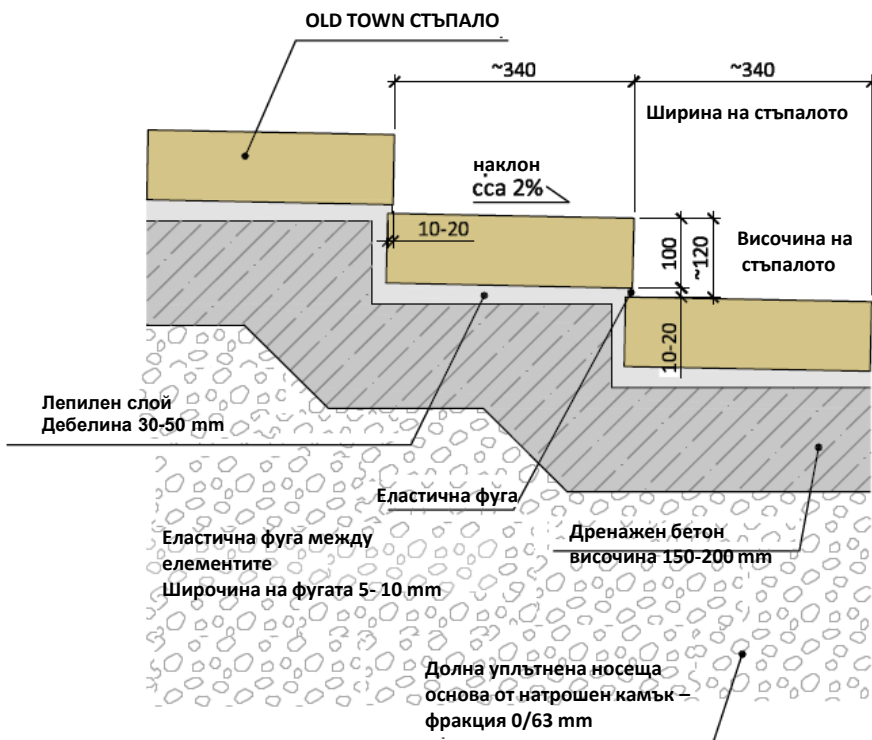 OLD TOWN СТЪПАЛО
~340
~340
Ширина на стъпалото
наклон
cca 2%
10-20
100
~120
Височина на
стъпалото
10-20
Лепилен слой
Дебелина 30-50 mm
Еластична фуга
Еластична фуга между
елементите
Широчина на фугата 5- 10 mm
Дренажен бетон
височина 150-200 mm
Долна уплътнена носеща
основа от натрошен камък –
фракция 0/63 mm